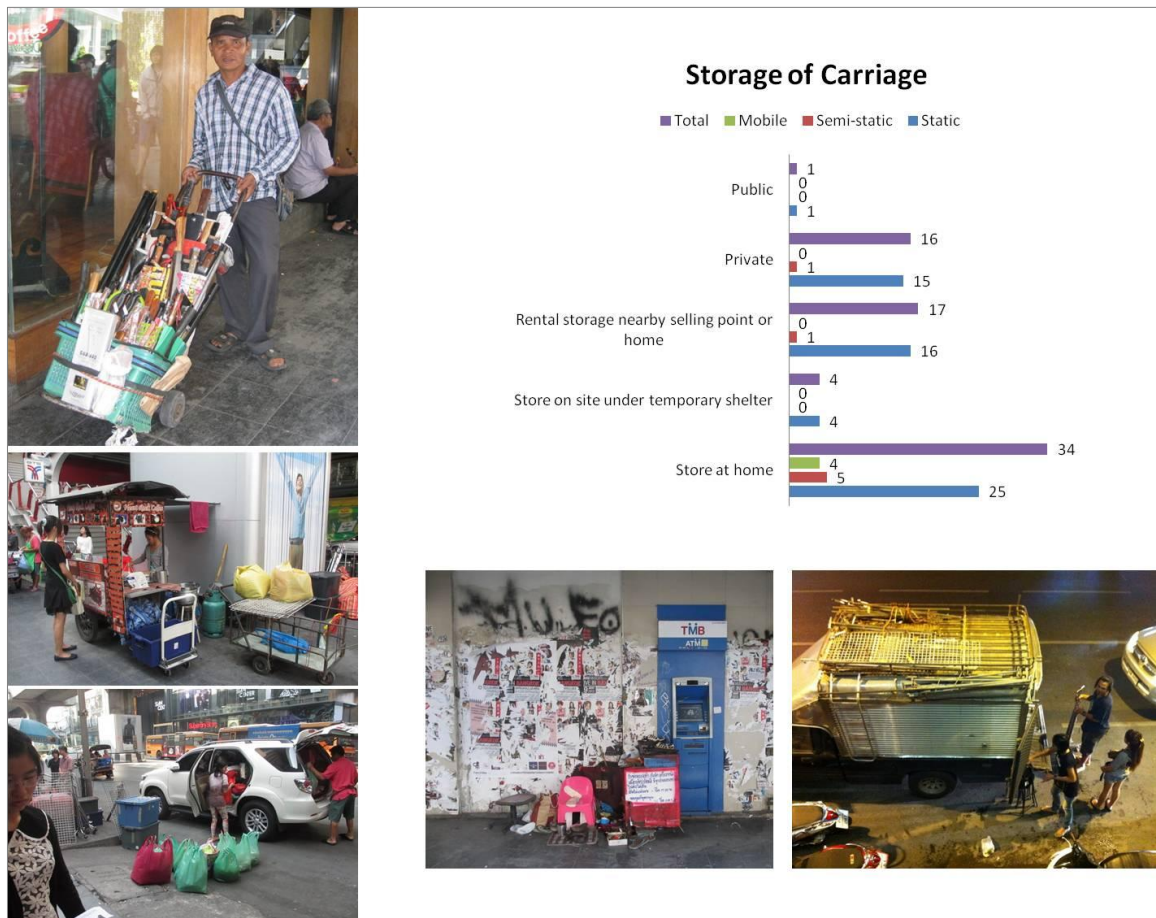 offee
Storage of Carriage
Total Mobile Semi-static Static
Public
1
0
0
1
Private
16
0
1
15
Rental storage nearby selling point or
home
17
0
1
16
Store on site under temporary shelter
4
0
0
4
Store at home
34
4
5
25
M.U.F.O
TMB
ATM